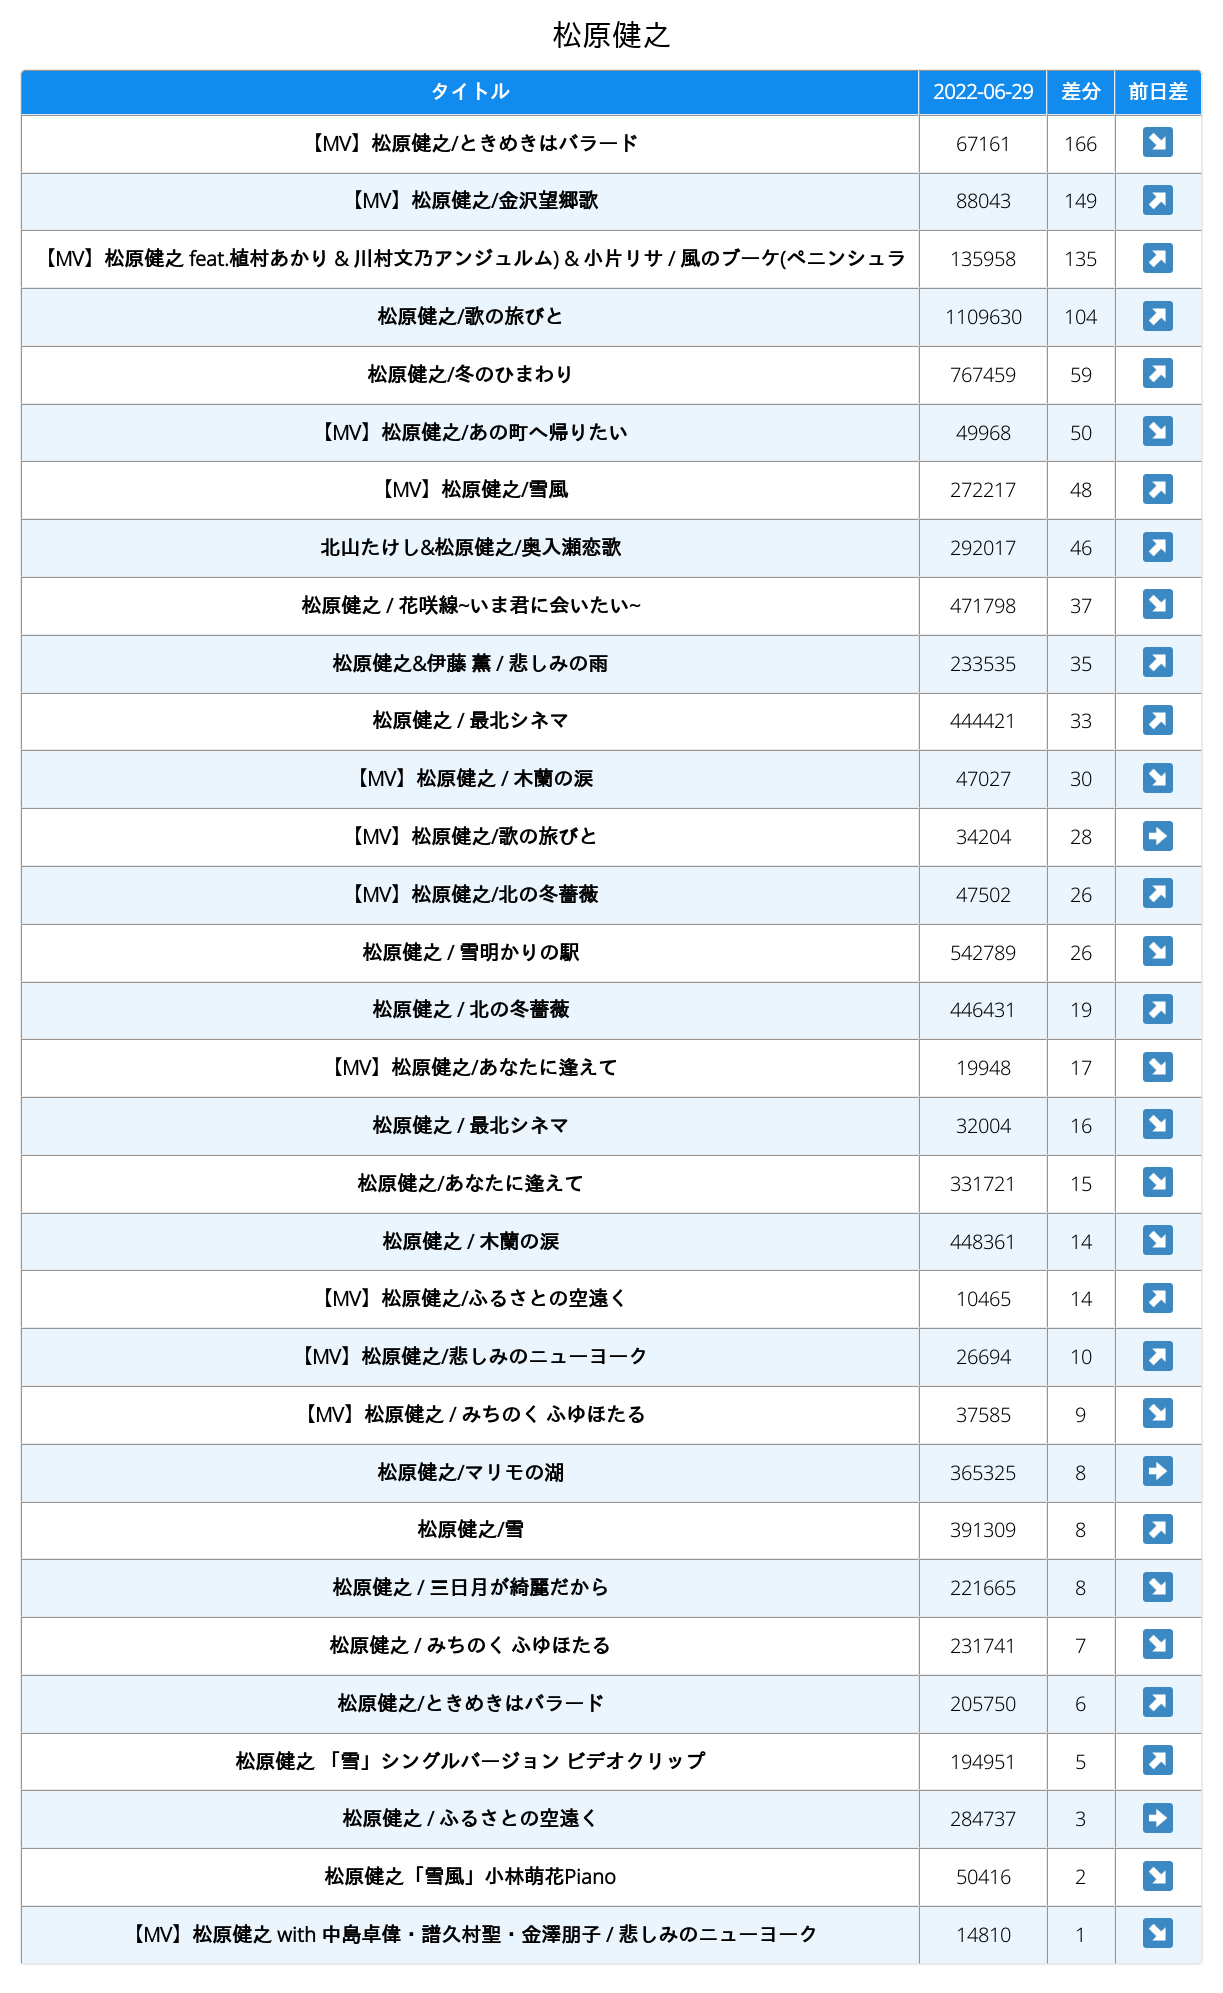 松原健之
タイトル 2022-06-29 差分 前日差
【MV】松原健之/ときめきはバラード 67161 166
【MV】松原健之/金沢望郷歌 88043 149
【MV】松原健之 feat.植村あかり & 川村文乃アンジュルム) & 小片リサ / 風のブーケ(ペニンシュラ 135958 135
松原健之/歌の旅びと 1109630 104
松原健之/冬のひまわり 767459 59
【MV】松原健之/あの町へ帰りたい 49968 50
【MV】松原健之/雪風 272217 48
北山たけし&松原健之/奥入瀬恋歌 292017 46
松原健之 / 花咲線~いま君に会いたい~ 471798 37
松原健之&伊藤 薫 / 悲しみの雨 233535 35
松原健之 / 最北シネマ 444421 33
【MV】松原健之 / 木蘭の涙 47027 30
【MV】松原健之/歌の旅びと 34204 28
【MV】松原健之/北の冬薔薇 47502 26
松原健之 / 雪明かりの駅 542789 26
松原健之 / 北の冬薔薇 446431 19
【MV】松原健之/あなたに逢えて 19948 17
松原健之 / 最北シネマ 32004 16
松原健之/あなたに逢えて 331721 15
松原健之 / 木蘭の涙 448361 14
【MV】松原健之/ふるさとの空遠く 10465 14
【MV】松原健之/悲しみのニューヨーク 26694 10
【MV】松原健之 / みちのく ふゆほたる 37585 9
松原健之/マリモの湖 365325 8
松原健之/雪 391309 8
松原健之 / 三日月が綺麗だから 221665 8
松原健之 / みちのく ふゆほたる 231741 7
松原健之/ときめきはバラード 205750 6
松原健之 「雪」シングルバージョン ビデオクリップ 194951 5
松原健之 / ふるさとの空遠く 284737 3
松原健之「雪風」小林萌花Piano 50416 2
【MV】松原健之 with 中島卓偉・譜久村聖・金澤朋子 / 悲しみのニューヨーク 14810 1